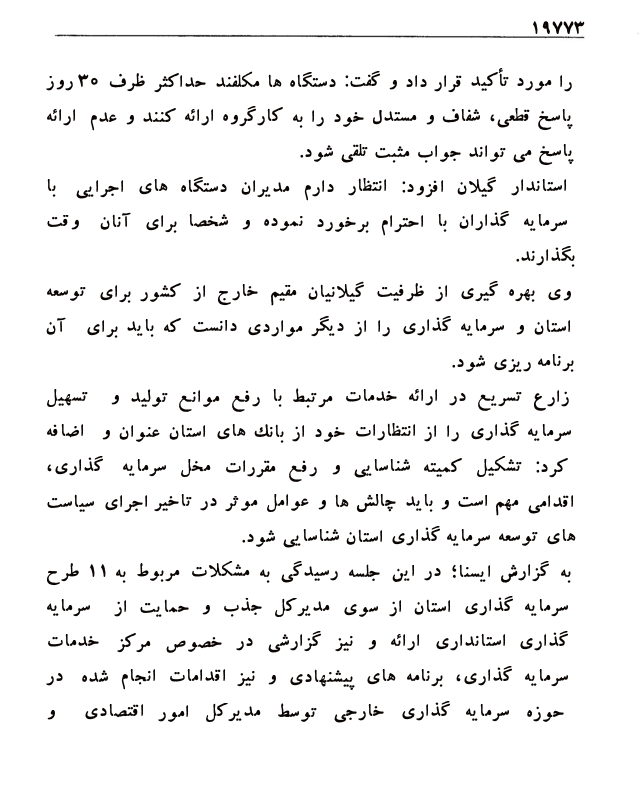 ۱۹۷۷۳
را مورد تأکید قرار داد و گفت: دستگاه ها مکلفند حداکثر ظرف ۳۰ روز
پاسخ قطعی، شفاف و مستدل خود را به کارگروه ارائه کنند و عدم ارائه
پاسخ می تواند جواب مثبت تلقی شود.
استاندار گیلان افزود: انتظار دارم مدیران دستگاه های اجرایی با
سرمایه گذاران با احترام برخورد نموده و شخصا برای آنان وقت
بگذارند.
وی بهره گیری از ظرفیت گیلانیان مقیم خارج از کشور برای توسعه
استان و سرمایه گذاری را از دیگر مواردی دانست که باید برای آن
برنامه ریزی شود.
زارع تسریع در ارائه خدمات مرتبط با رفع موانع تولید و تسهیل
سرمایه گذاری را از انتظارات خود از بانك های استان عنوان و اضافه
کرد: تشکیل کمیته شناسایی و رفع مقررات مخل سرمایه گذاری،
اقدامی مهم است و باید چالش ها و عوامل موثر در تاخیر اجرای سیاست
های توسعه سرمایه گذاری استان شناسایی شود.
به گزارش ایسنا؛ در این جلسه رسیدگی به مشکلات مربوط به ۱۱ طرح
سرمایه گذاری استان از سوی مدیرکل جذب و حمایت از سرمایه
گذاری استانداری ارائه و نیز گزارشی در خصوص مرکز خدمات
سرمایه گذاری، برنامه های پیشنهادی و نیز اقدامات انجام شده در
حوزه سرمایه گذاری خارجی توسط مدیرکل امور اقتصادی و